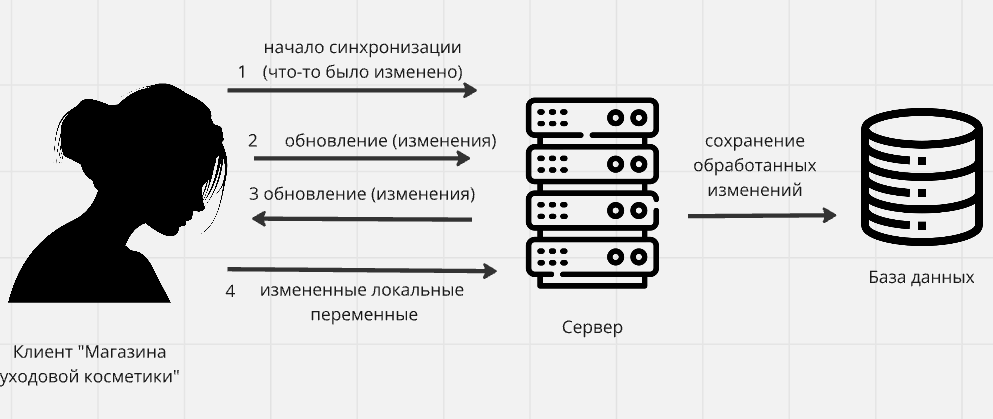 начало синхронизации
1 (что-то было изменено)
2 обновление (изменения)
3 обновление (изменения)
4 измененные локальные
переменные
сохранение
обработанных
изменений
База данных
Сервер
Клиент "Магазина
уходовой косметики"